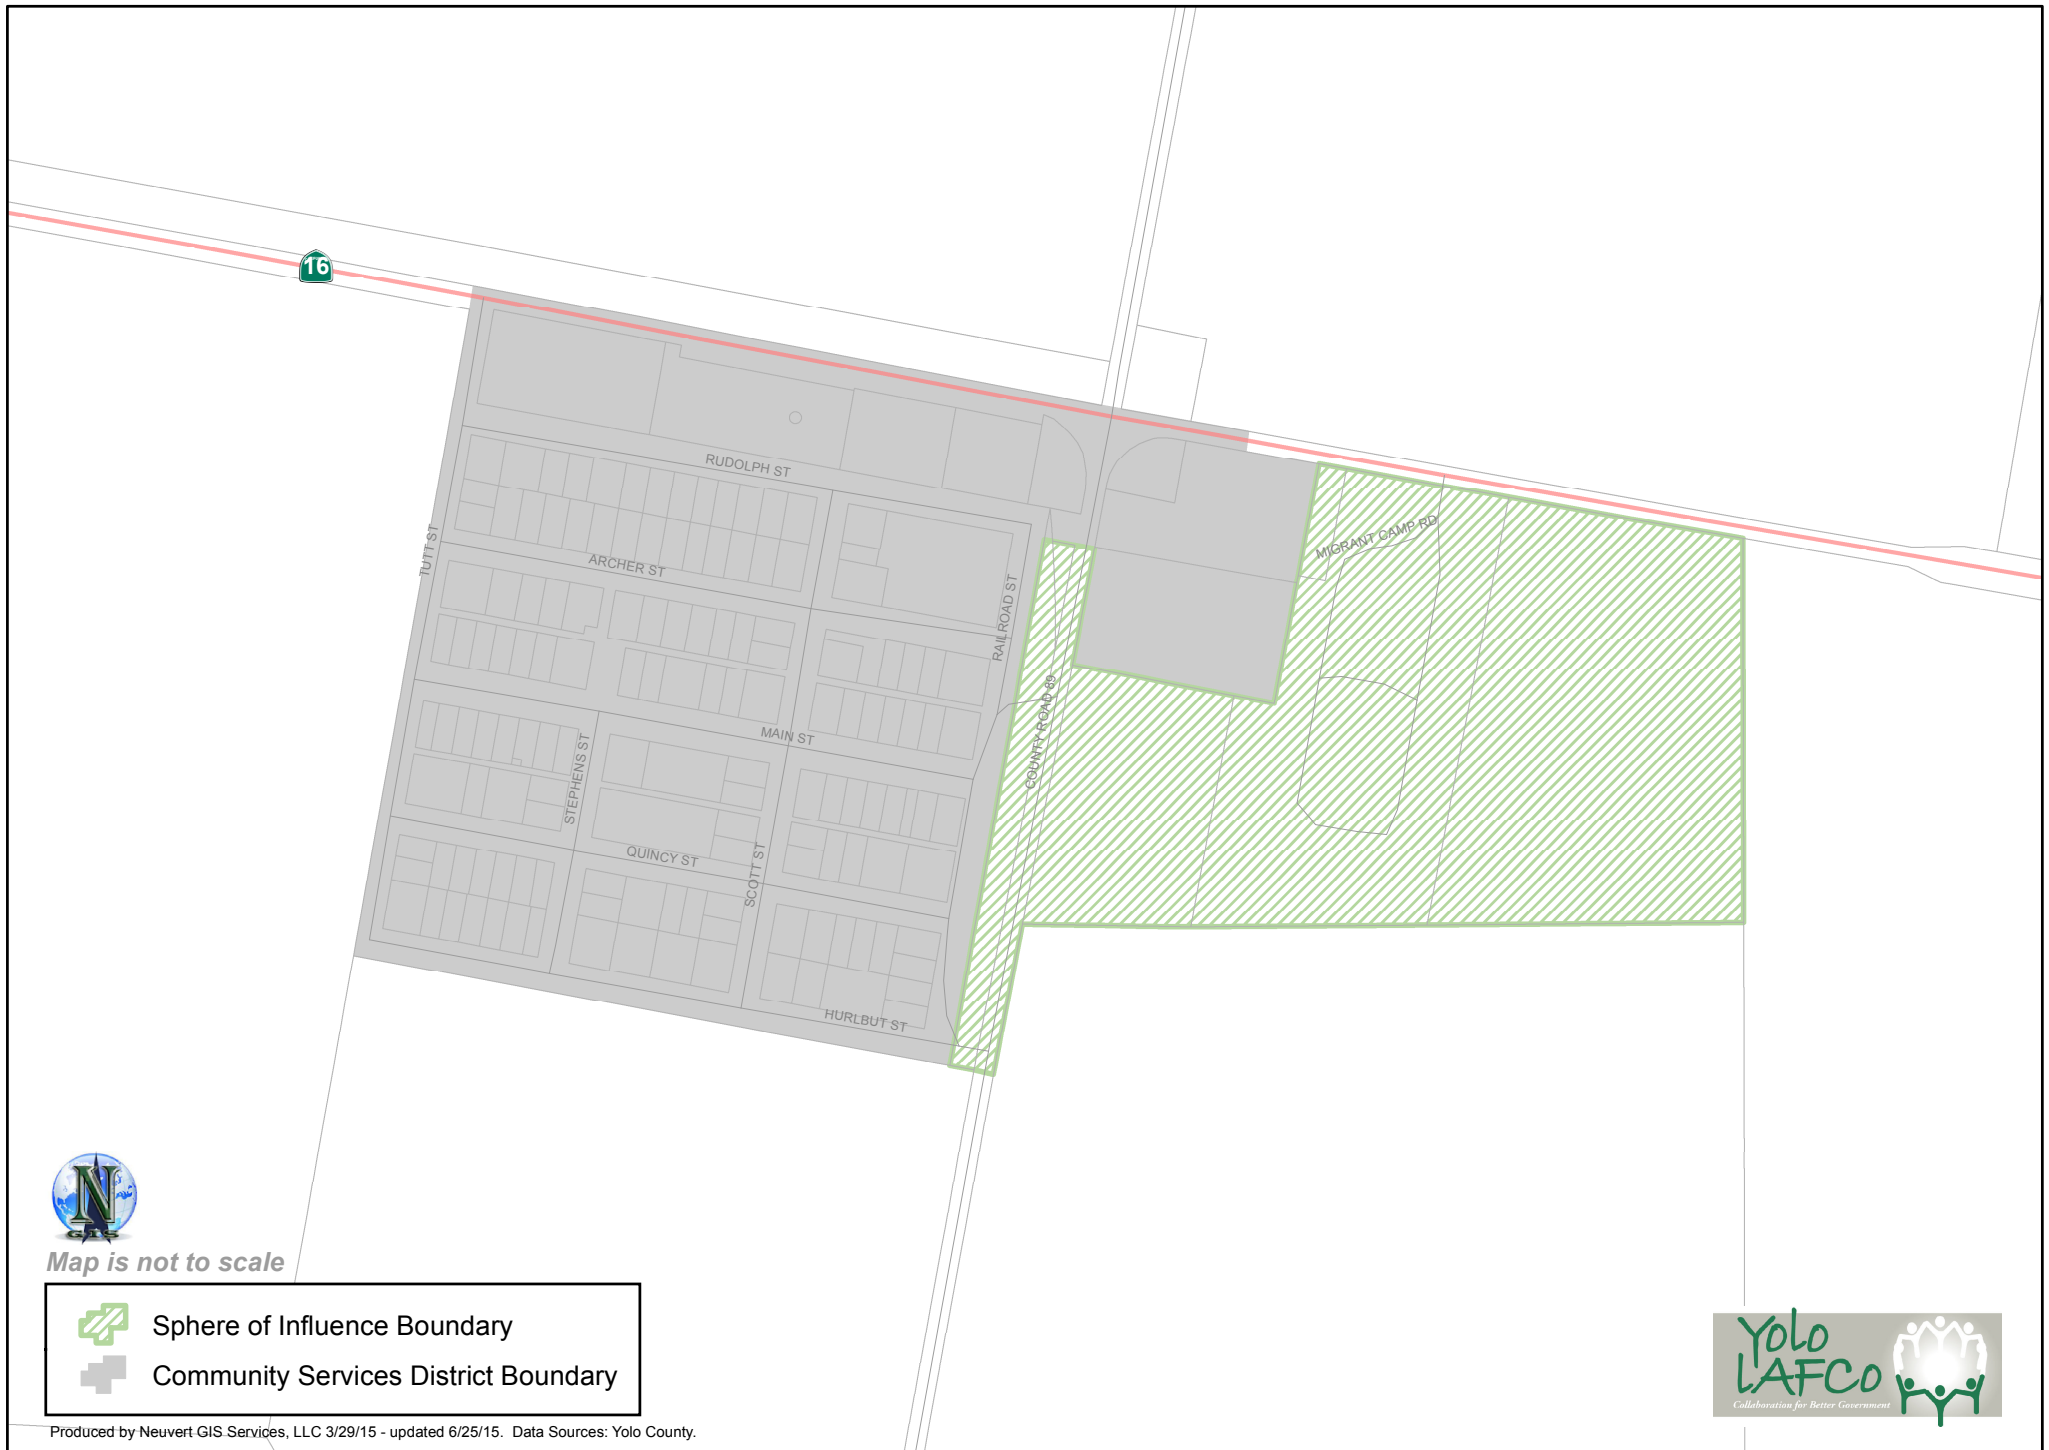 16
RUDOLPH ST
TUTT ST
ARCHER ST
MIGRANT CAMP RD
RAILROAD ST
COUNTY ROAD 89
MAIN ST
STEPHENS ST
QUINCY ST
SCOTT ST
HURLBUT ST
N
GIS
Map is not to scale
Sphere of Influence Boundary
Community Services District Boundary
Produced by Neuvert GIS Services, LLC 3/29/15 - updated 6/25/15.  Data Sources: Yolo County.
YOLO
LAFCO
Collaboration for Better Government